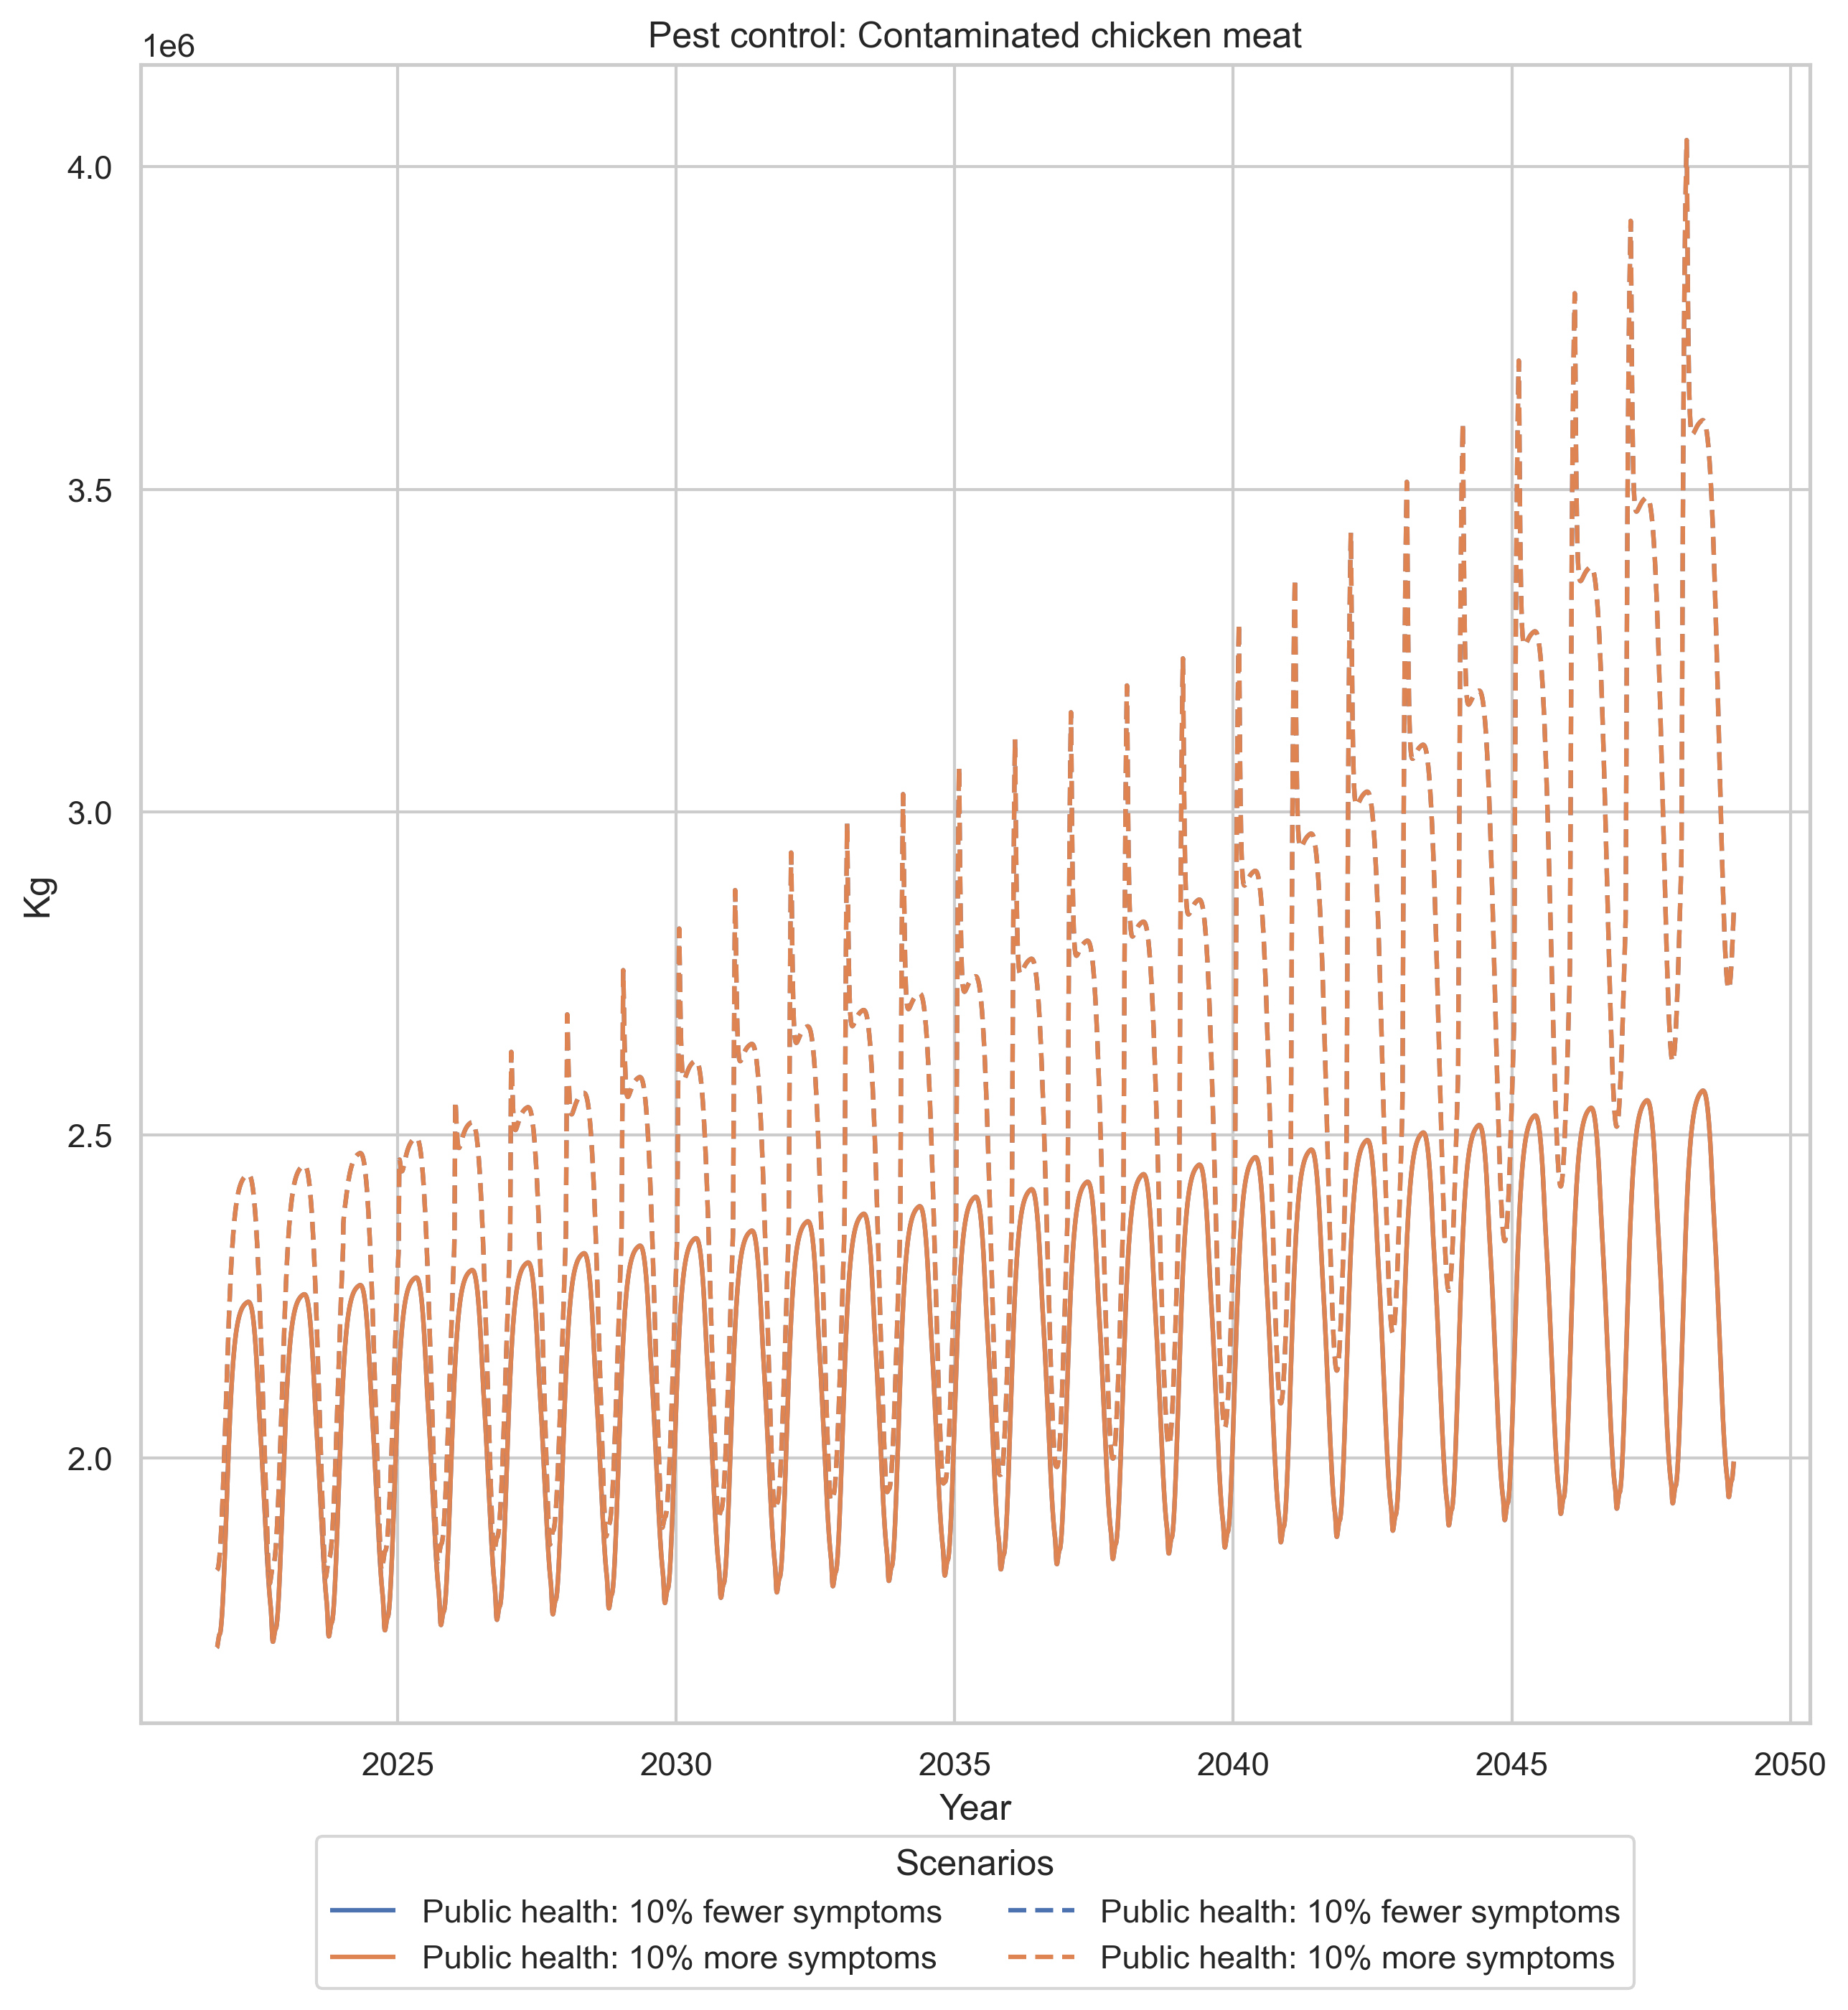 Pest control: Contaminated chicken meat
1e6
4.0
3.5
3.0
2.5
2.0
Kg
2025 2030 2035 2040 2045 2050
Year
Scenarios
Public health: 10% fewer symptoms Public health: 10% fewer symptoms
Public health: 10% more symptoms Public health: 10% more symptoms